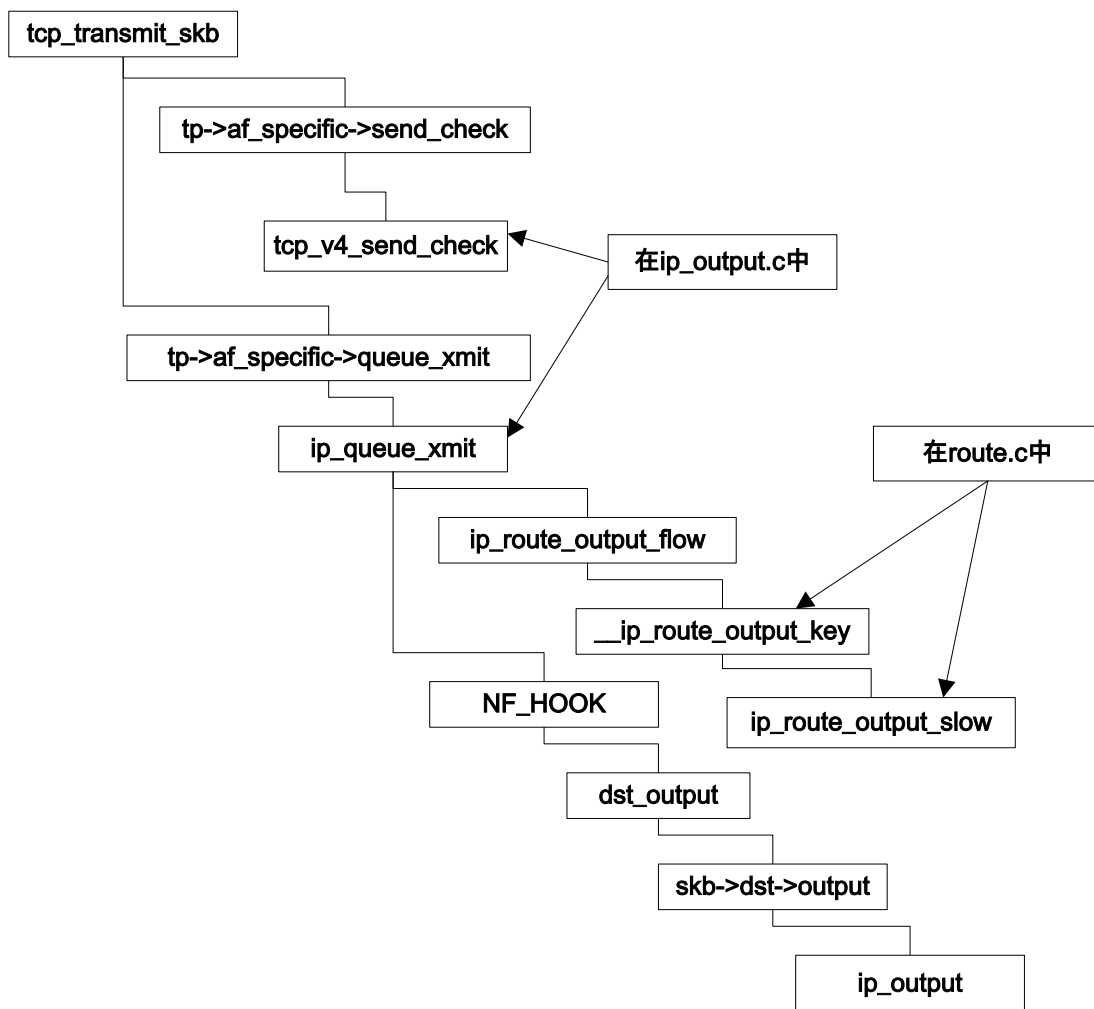 tcp_transmit_skb
tp->af_specific->send_check
tcp_v4_send_check
在ip_output.c中
tp->af_specific->queue_xmit
ip_queue_xmit
在route.c中
ip_route_output_flow
__ip_route_output_key
NF_HOOK
ip_route_output_slow
dst_output
skb->dst->output
ip_output